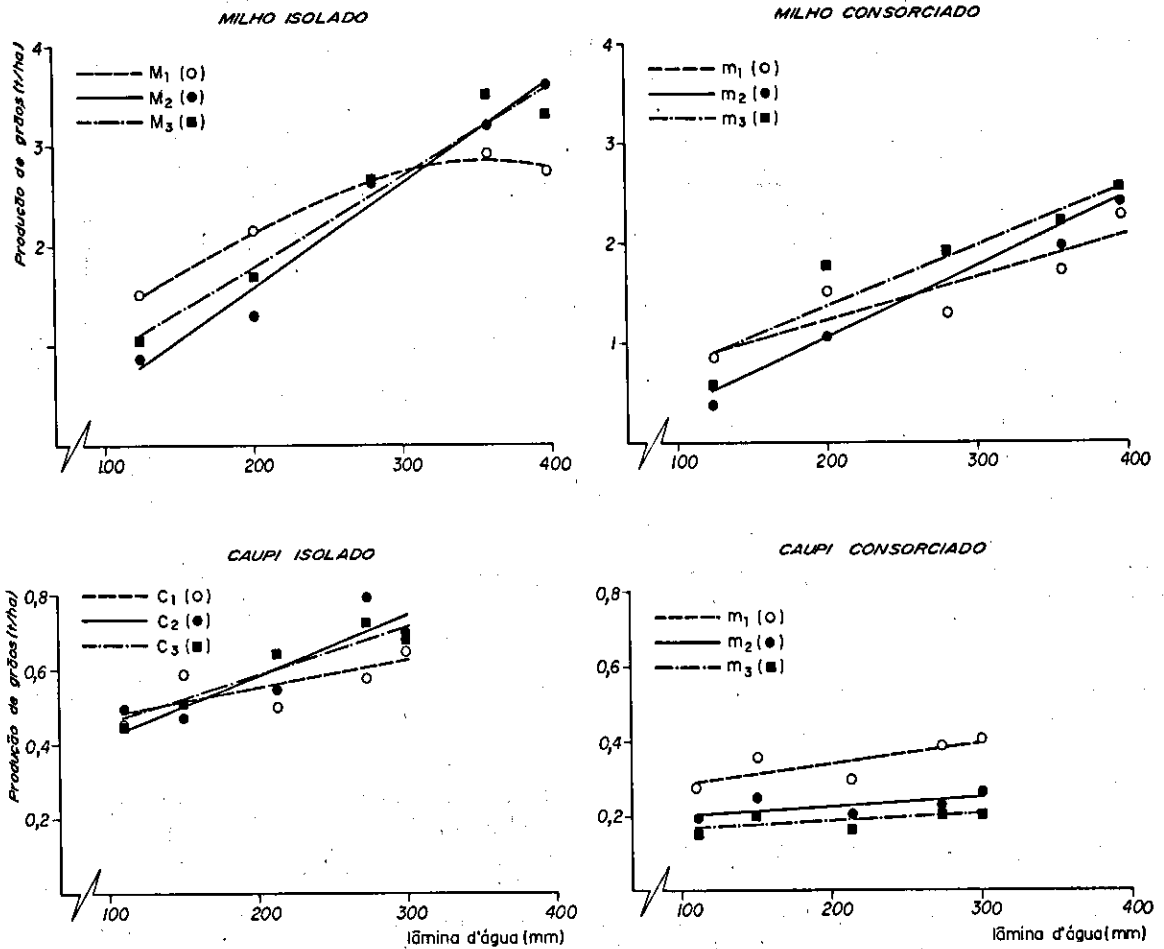 MILHO ISOLADO
Produção de grãos (t/ha)
4
2
1
M₁ (O)
M₂ (●)
M₃ (■)
100
200
300
400
MILHO CONSORCIADO
4
3
2
1
m₁ O
m₂ ●
m₃ ■
100
200
300
400
CAUPI ISOLADO
Produção de grãos (t/ha)
0,8
0,6
0,4
0,2
C₁ (O)
C₂ (●)
C₃ (■)
100
200
300
400
lâmina d'água (mm)
CAUPI CONSORCIADO
0,8
0,6
0,4
0,2
m₁ (O)
m₂ (●)
m₃ (■)
100
200
300
400
lâmina d'água (mm)